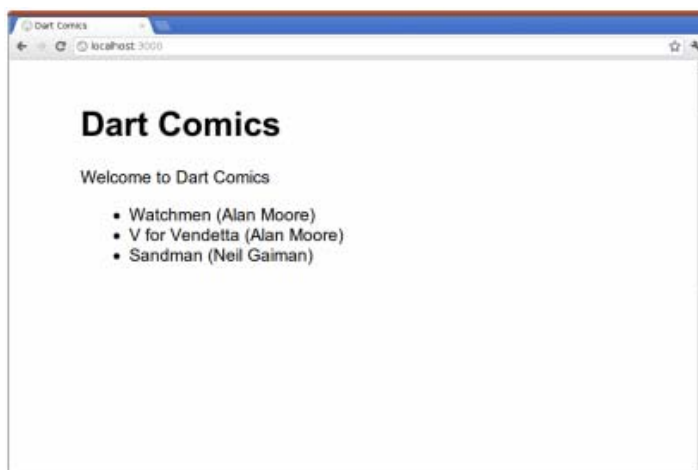 Dart Comics
localhost:3000
Dart Comics
Welcome to Dart Comics
• Watchmen (Alan Moore)
• V for Vendetta (Alan Moore)
• Sandman (Neil Gaiman)